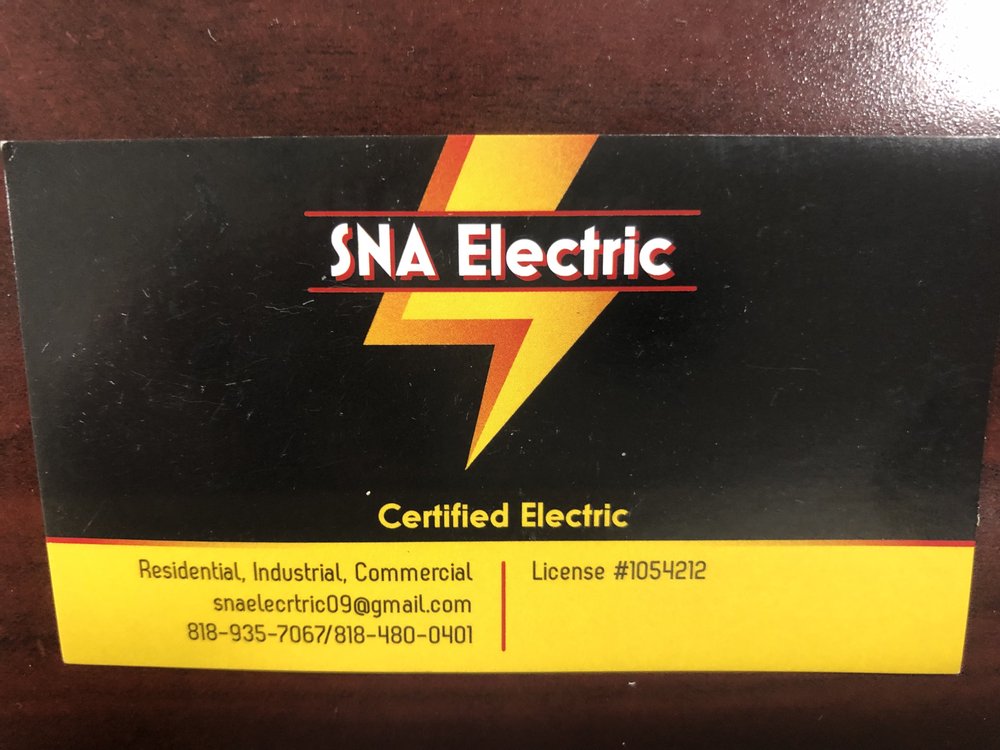 SNA Electric
Certified Electric
Residential, Industrial, Commercial
snaelecrtric09@gmail.com
818-935-7067/818-480-0401
License #1054212